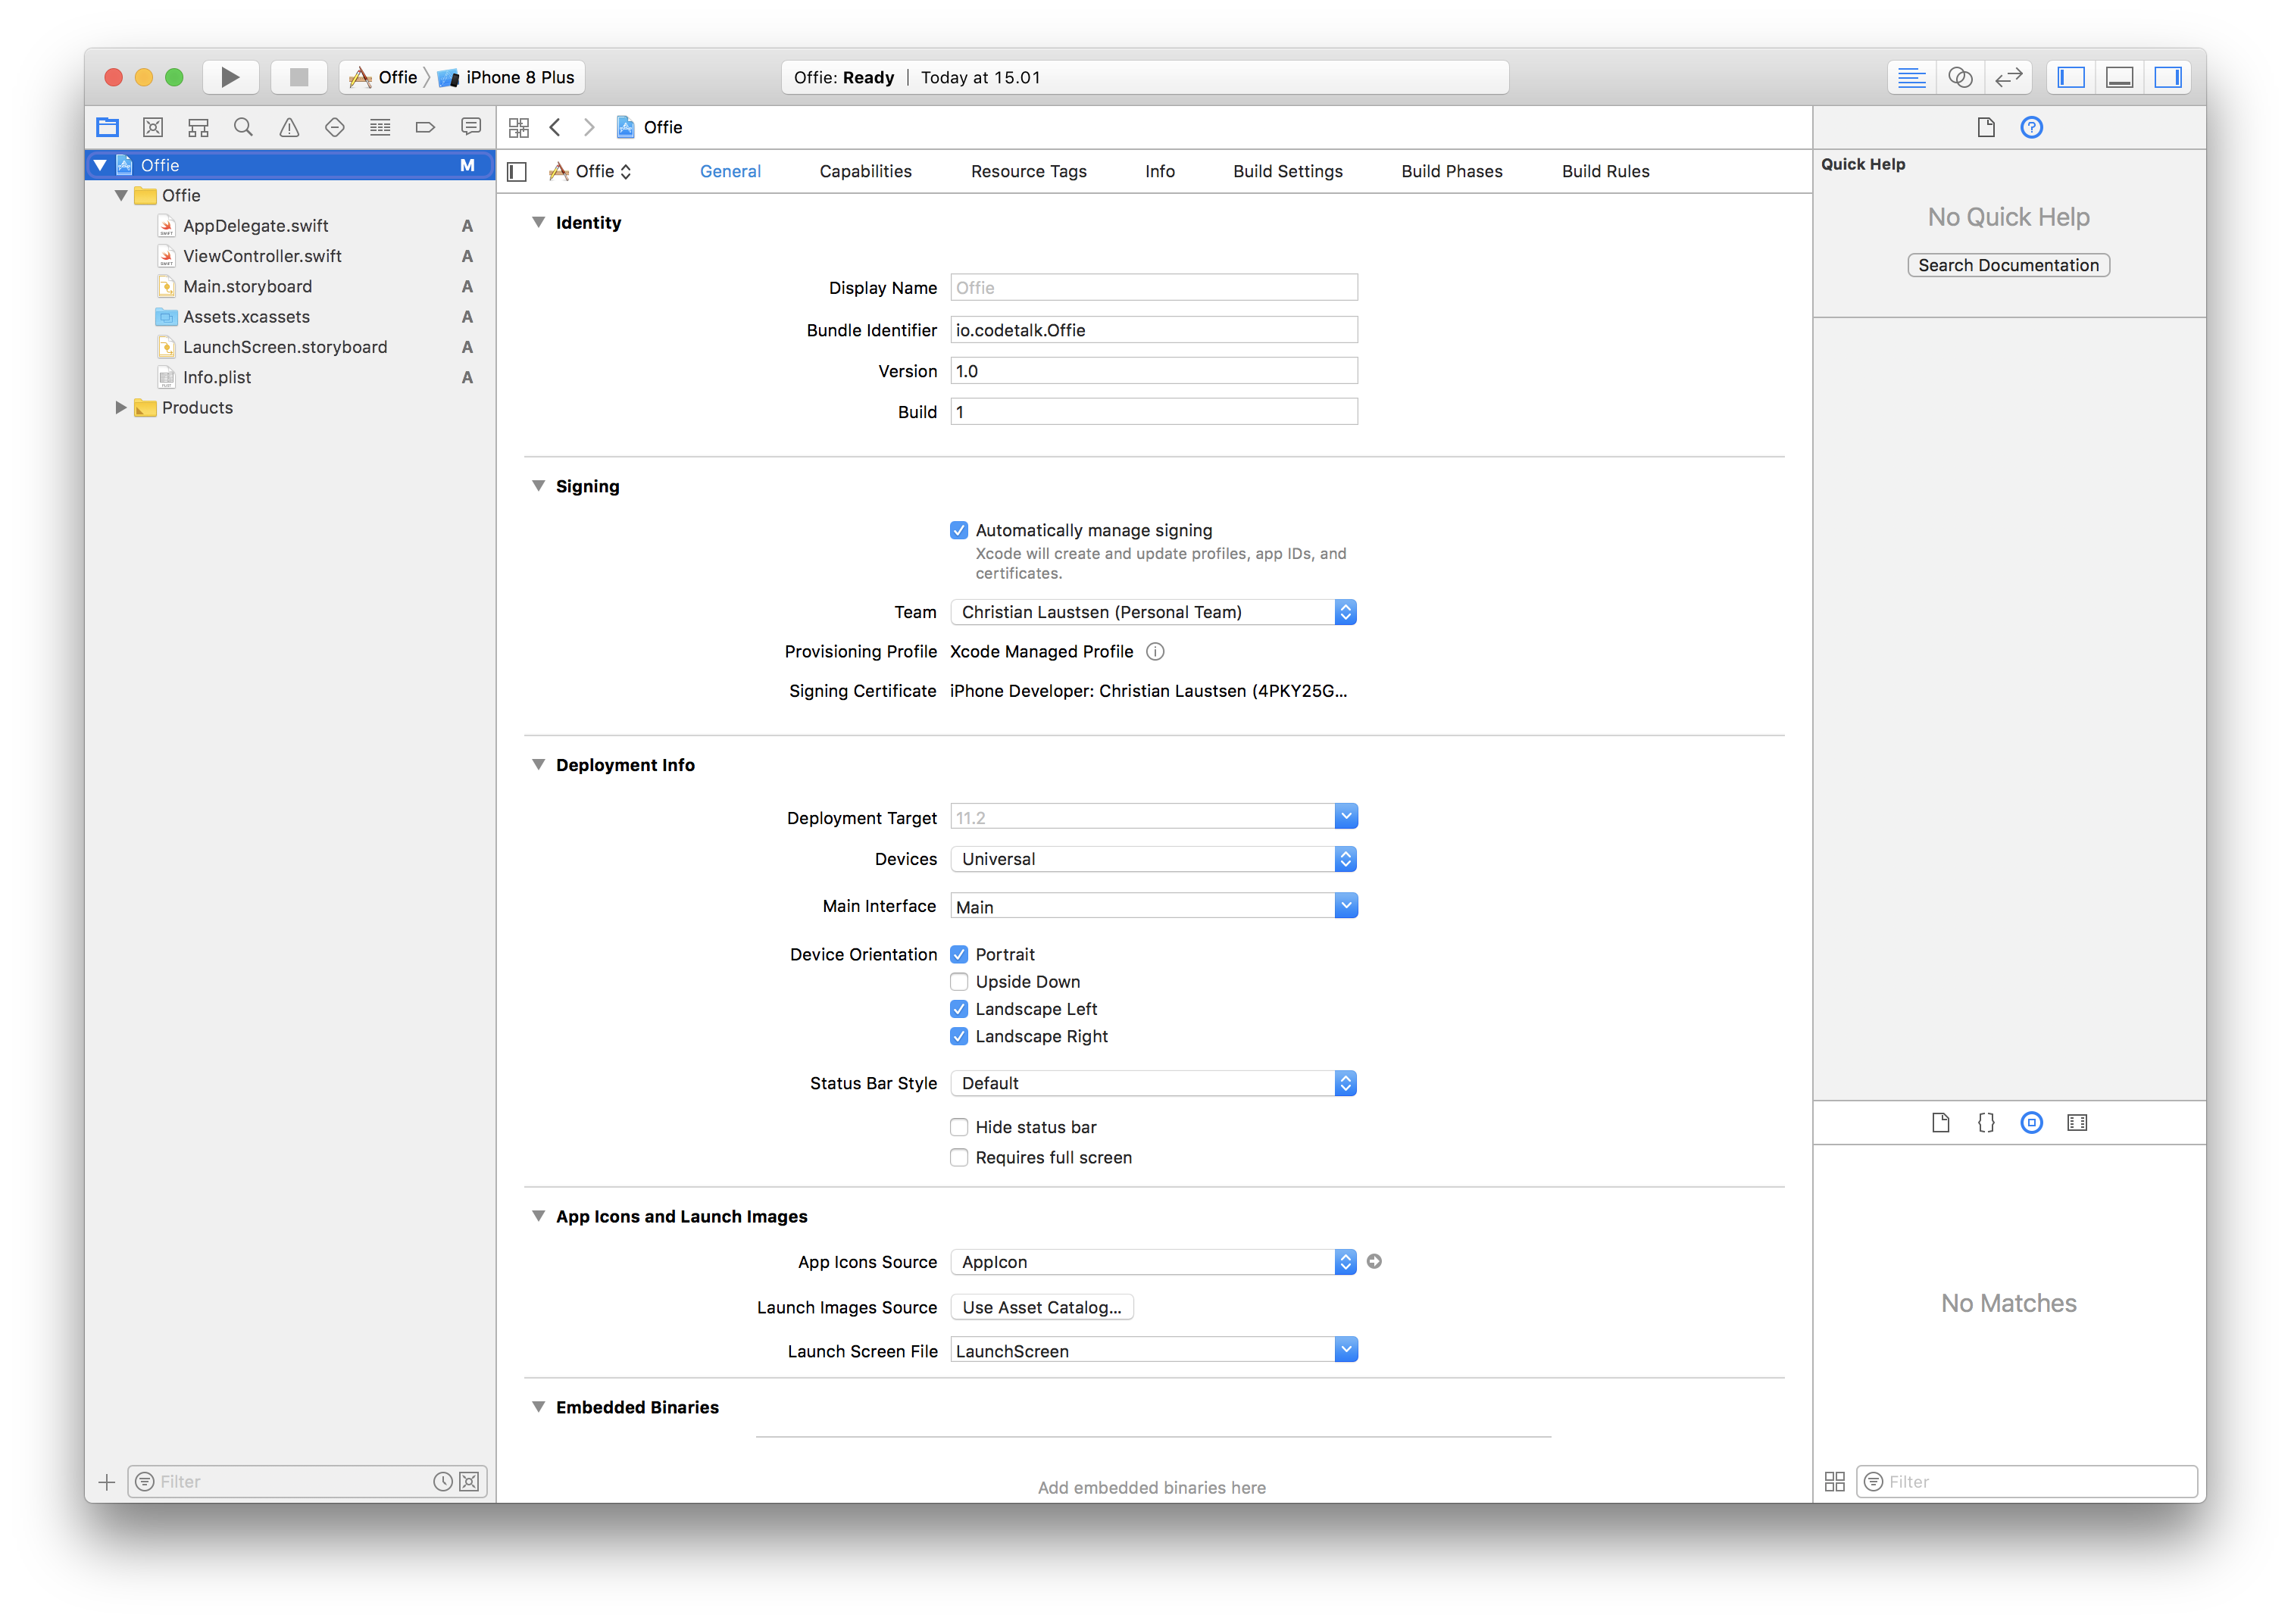 Offie iPhone 8 Plus
Offie: Ready | Today at 15.01
Offie M
Offie
AppDelegate.swift A
ViewController.swift A
Main.storyboard A
Assets.xcassets A
LaunchScreen.storyboard A
Info.plist A
Products
Filter
Offie
Offie General Capabilities Resource Tags Info Build Settings Build Phases Build Rules
Identity
Display Name Offie
Bundle Identifier io.codetalk.Offie
Version 1.0
Build 1
Signing
Automatically manage signing
Xcode will create and update profiles, app IDs, and
certificates.
Team Christian Laustsen (Personal Team)
Provisioning Profile Xcode Managed Profile
Signing Certificate iPhone Developer: Christian Laustsen (4PKY25G...
Deployment Info
Deployment Target 11.2
Devices Universal
Main Interface Main
Device Orientation Portrait
Upside Down
Landscape Left
Landscape Right
Status Bar Style Default
Hide status bar
Requires full screen
App Icons and Launch Images
App Icons Source AppIcon
Launch Images Source Use Asset Catalog...
Launch Screen File LaunchScreen
Embedded Binaries
Add embedded binaries here
Quick Help
No Quick Help
Search Documentation
No Matches
Filter